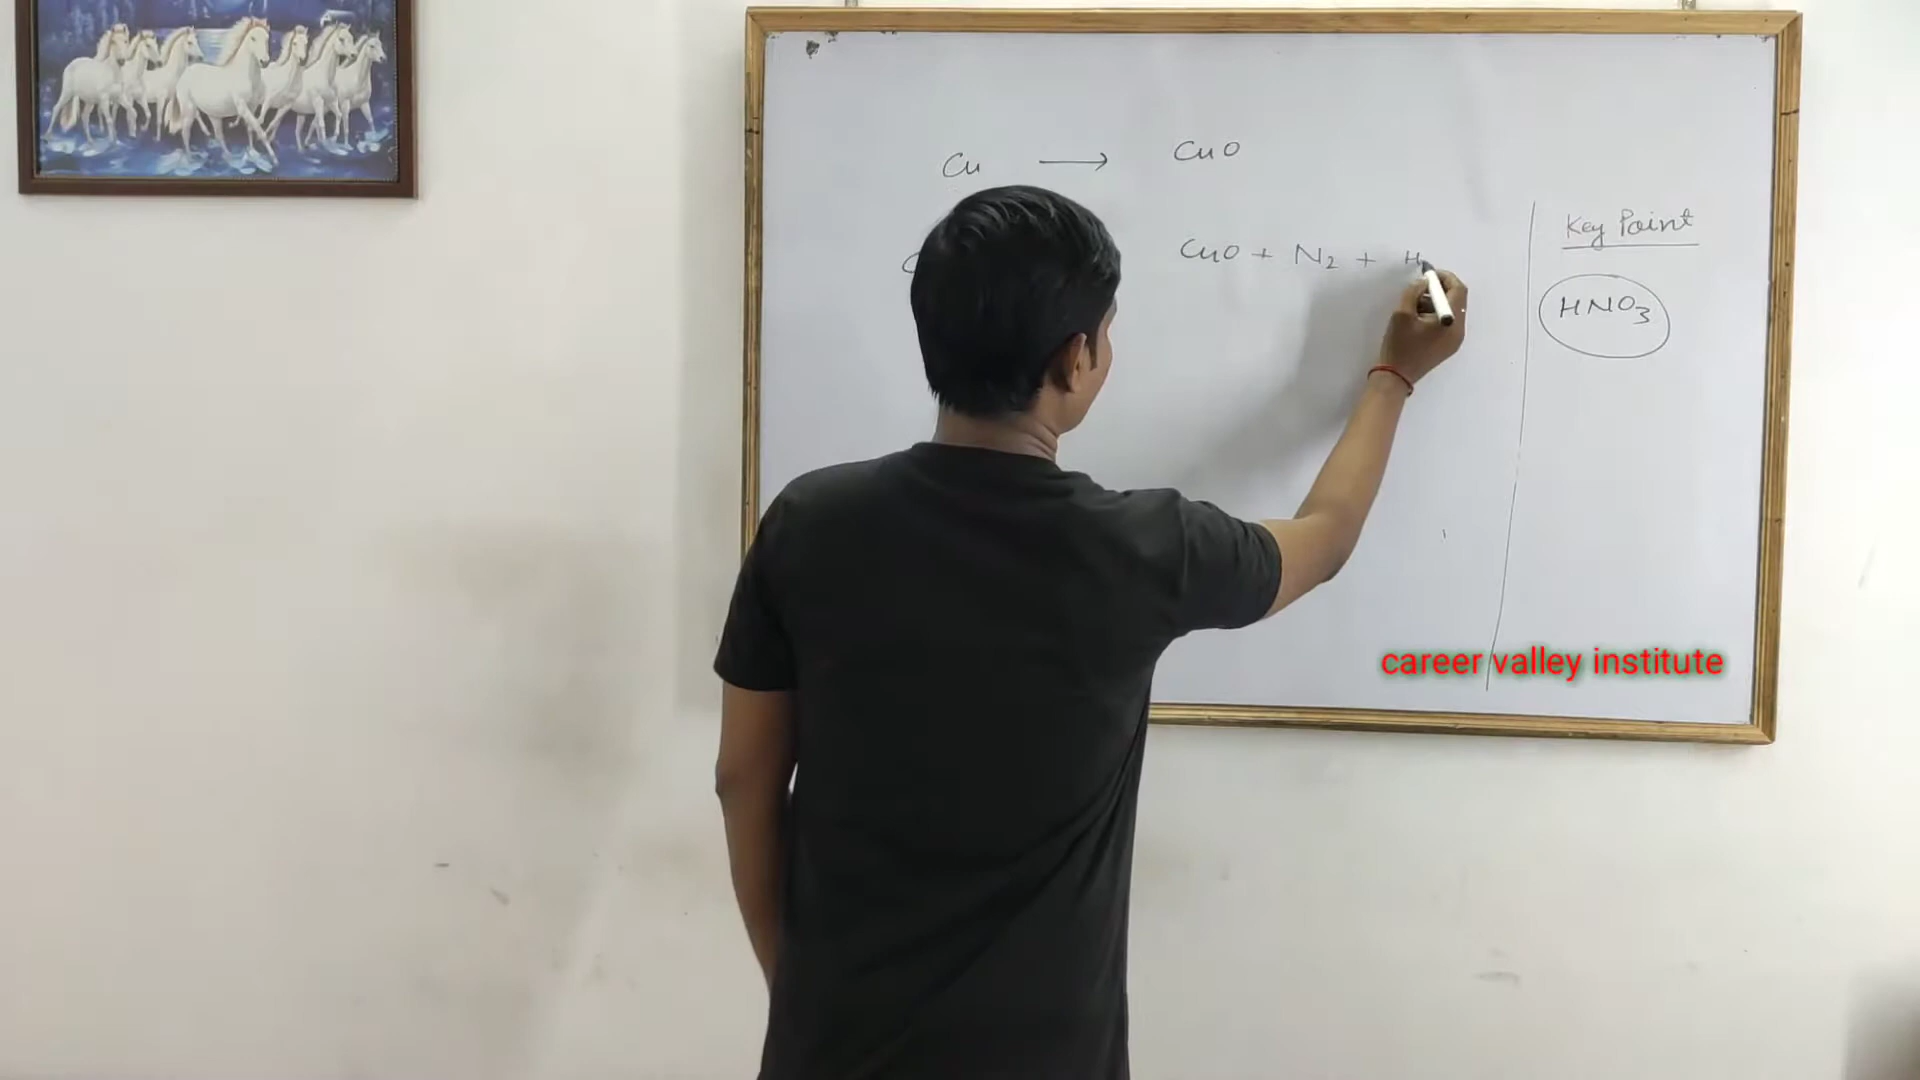 Cu ⟶ CuO
CuO + N₂ + H
Key Point
HNO₃
career valley institute